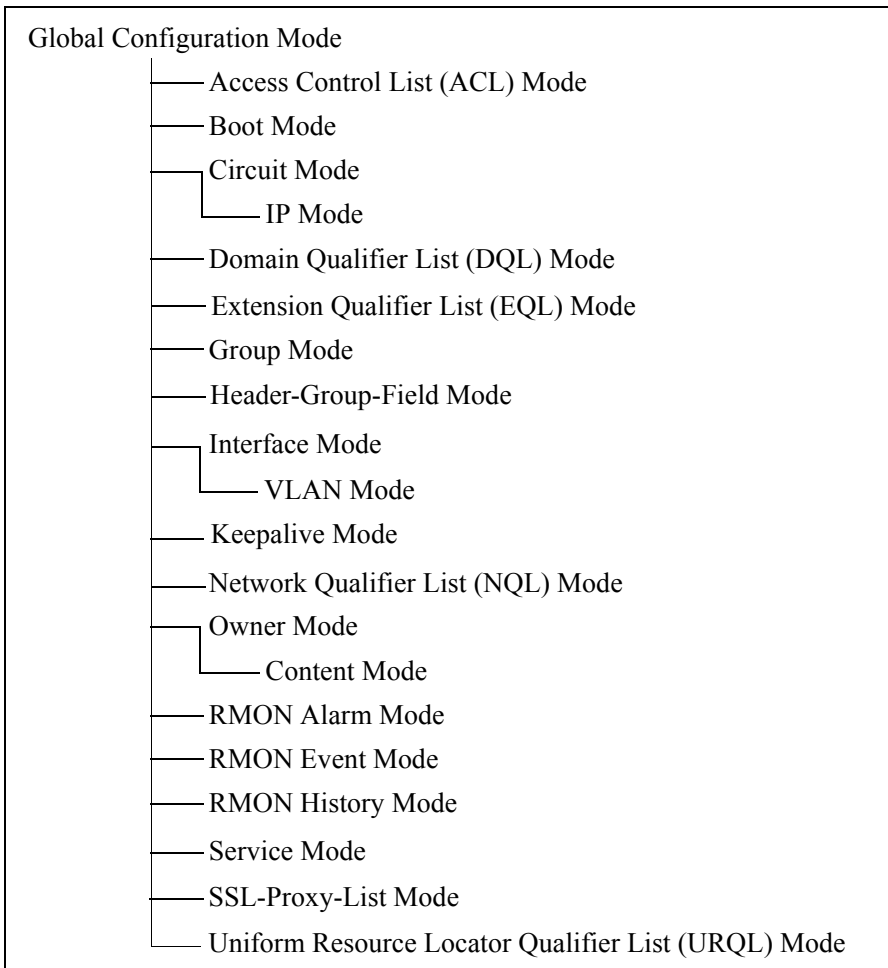 Global Configuration Mode
Access Control List (ACL) Mode
Boot Mode
Circuit Mode
IP Mode
Domain Qualifier List (DQL) Mode
Extension Qualifier List (EQL) Mode
Group Mode
Header-Group-Field Mode
Interface Mode
VLAN Mode
Keepalive Mode
Network Qualifier List (NQL) Mode
Owner Mode
Content Mode
RMON Alarm Mode
RMON Event Mode
RMON History Mode
Service Mode
SSL-Proxy-List Mode
Uniform Resource Locator Qualifier List (URQL) Mode